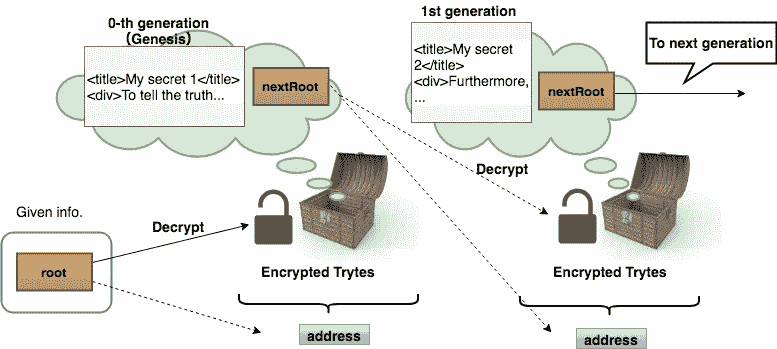 0-th generation
(Genesis)
<title>My secret 1</title>
<div>To tell the truth...
nextRoot
1st generation
<title>My secret
2</title>
<div>Furthermore,
...
nextRoot
To next generation
Given info.
root
Decrypt
Decrypt
Encrypted Trytes
Encrypted Trytes
address
address